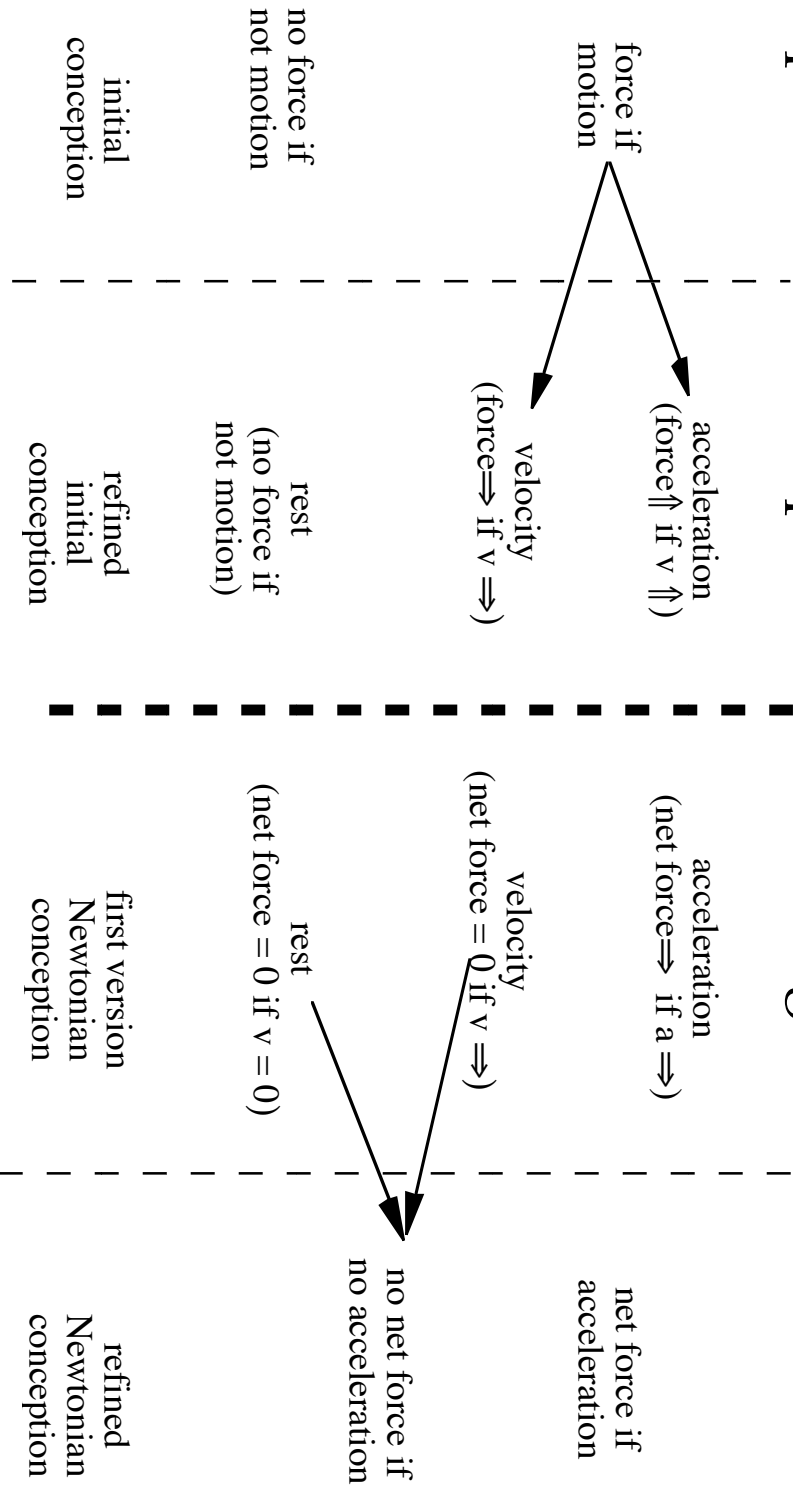 force if
motion
no force if
not motion
initial
conception
acceleration
(force⇑ if v ⇑)
velocity
(force⇒ if v ⇒)
rest
(no force if
not motion)
refined
initial
conception
acceleration
(net force⇒ if a ⇒)
velocity
(net force = 0 if v ⇒)
rest
(net force = 0 if v = 0)
first version
Newtonian
conception
net force if
acceleration
no net force if
no acceleration
refined
Newtonian
conception